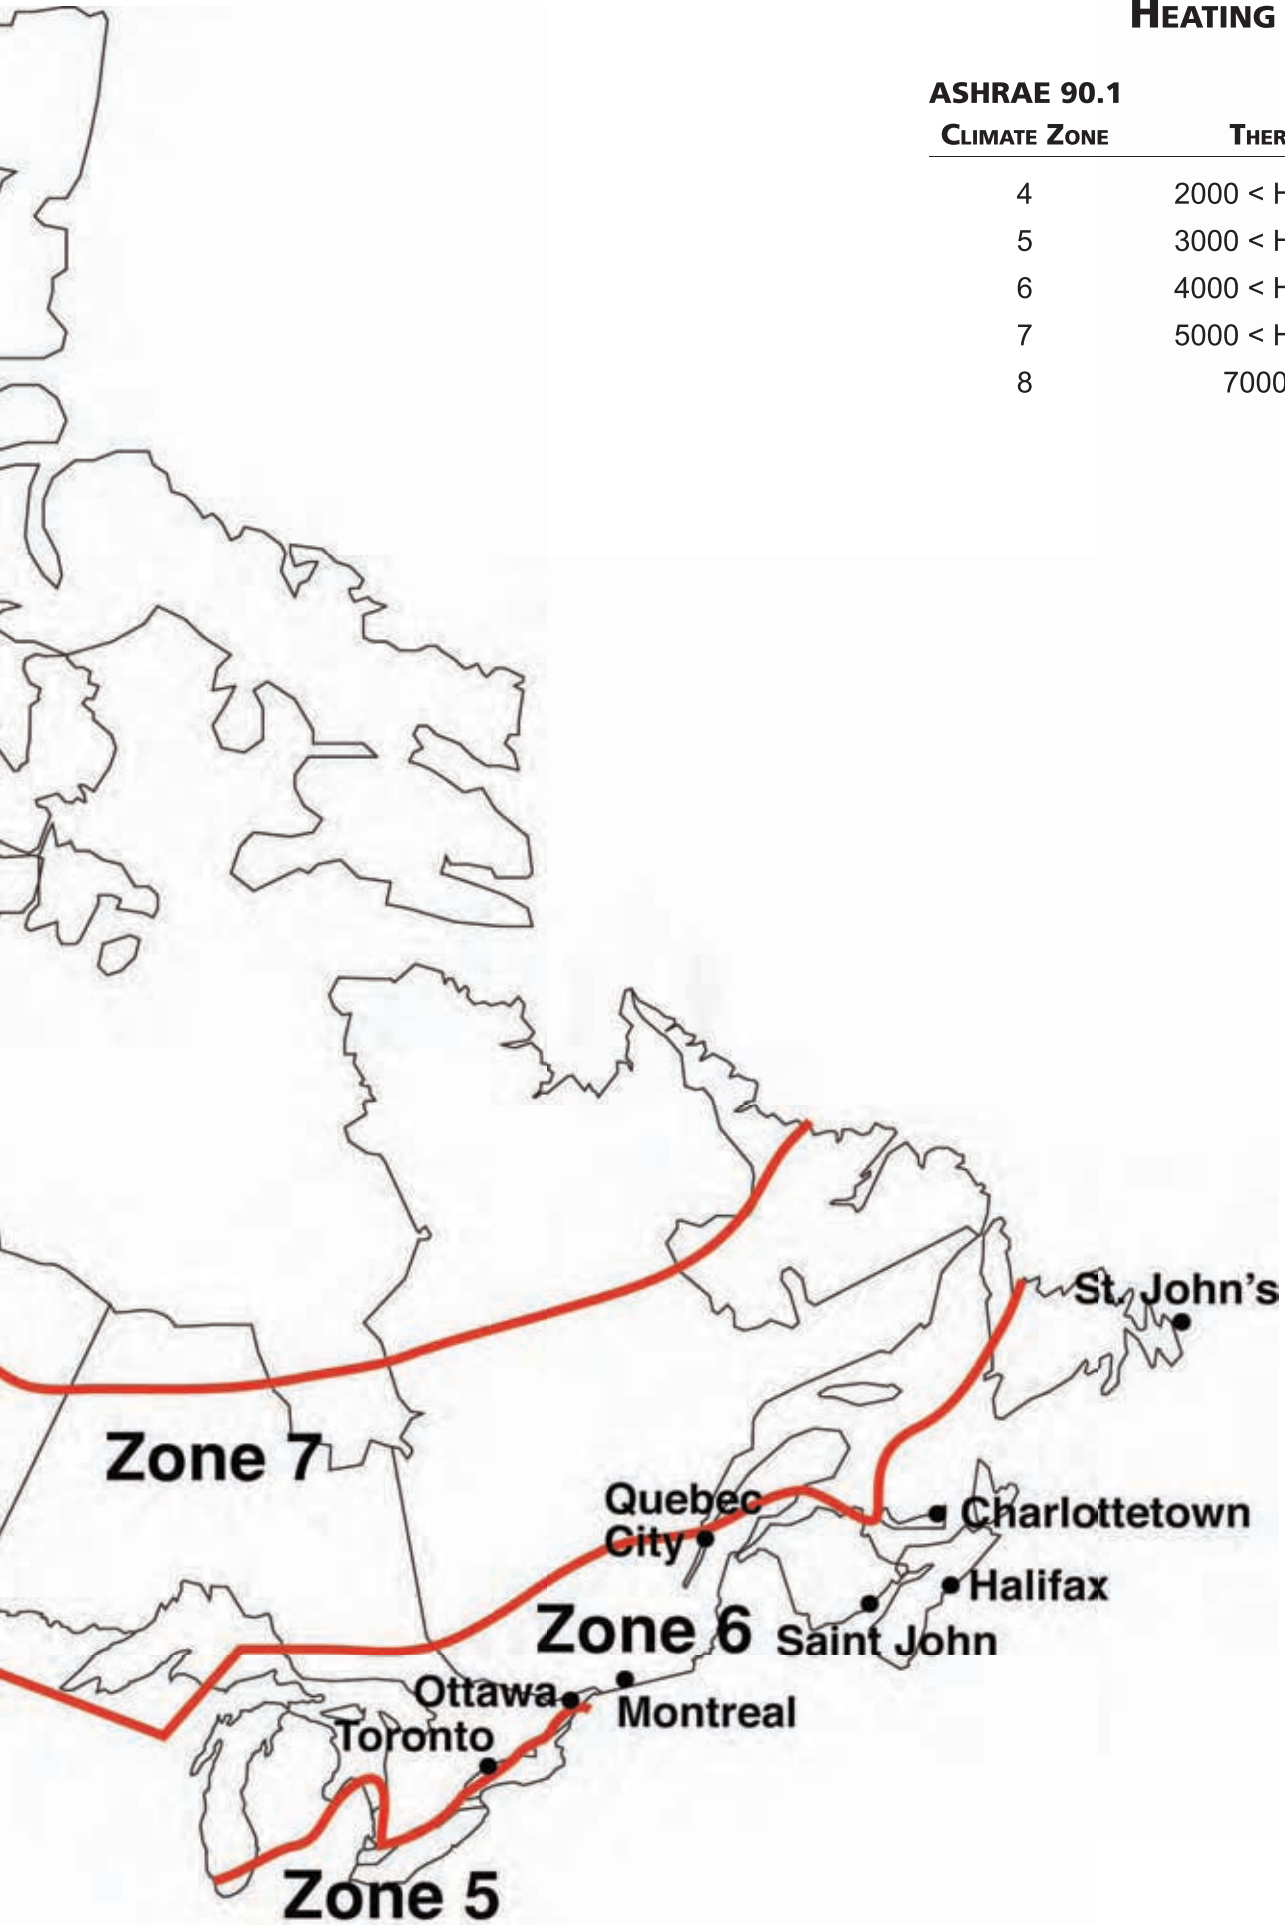 HEATING
ASHRAE 90.1
CLIMATE ZONE THER
4 2000 < H
5 3000 < H
6 4000 < H
7 5000 < H
8 7000
St. John's
Zone 7
Quebec
City
Charlottetown
Halifax
Zone 6
Saint John
Ottawa
Montreal
Toronto
Zone 5